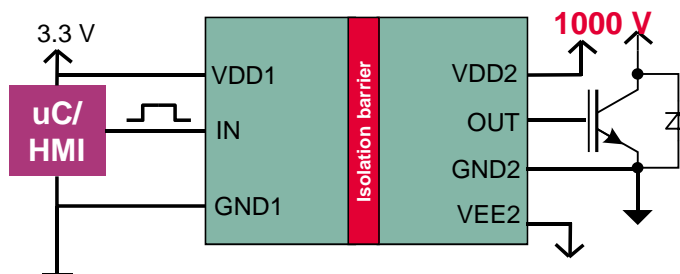 3.3 V
uC/
HMI
VDD1
IN
GND1
Isolation barrier
VDD2
OUT
GND2
VEE2
1000 V